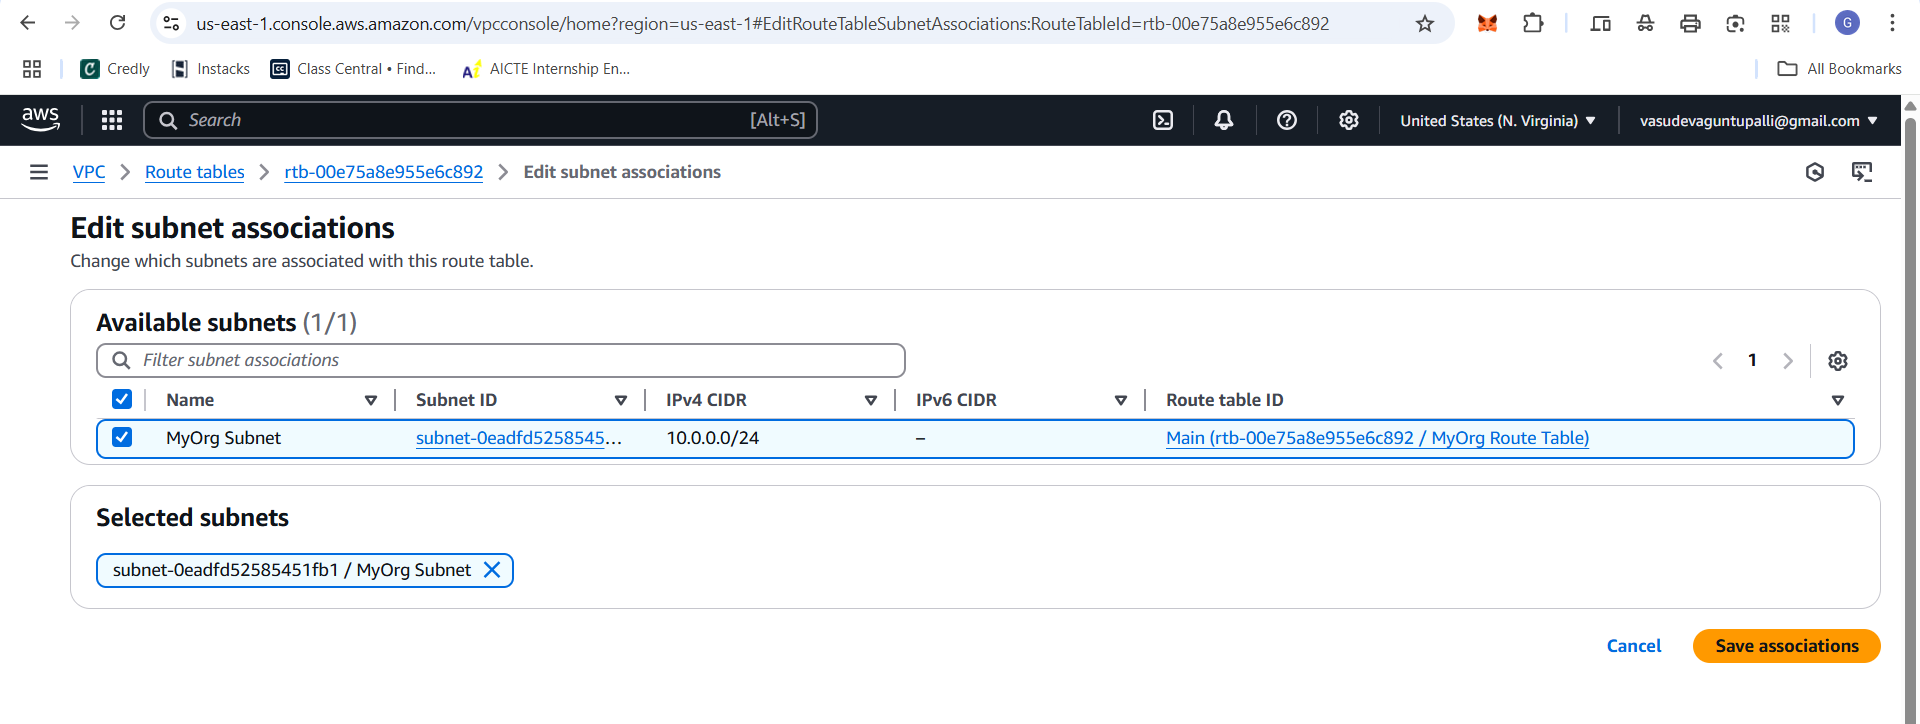 us-east-1.console.aws.amazon.com/vpcconsole/home?region=us-east-1#EditRouteTableSubnetAssociations:RouteTableId=rtb-00e75a8e955e6c892
G
Credly Instacks Class Central • Find... AICTE Internship En... All Bookmarks
aws Search [Alt+S] United States (N. Virginia) vasudevaguntupalli@gmail.com
VPC Route tables rtb-00e75a8e955e6c892 Edit subnet associations
Edit subnet associations
Change which subnets are associated with this route table.
Available subnets (1/1)
Filter subnet associations 1
Name Subnet ID IPv4 CIDR IPv6 CIDR Route table ID
MyOrg Subnet subnet-0eadfd5258545... 10.0.0.0/24 – Main (rtb-00e75a8e955e6c892 / MyOrg Route Table)
Selected subnets
subnet-0eadfd52585451fb1 / MyOrg Subnet
Cancel Save associations